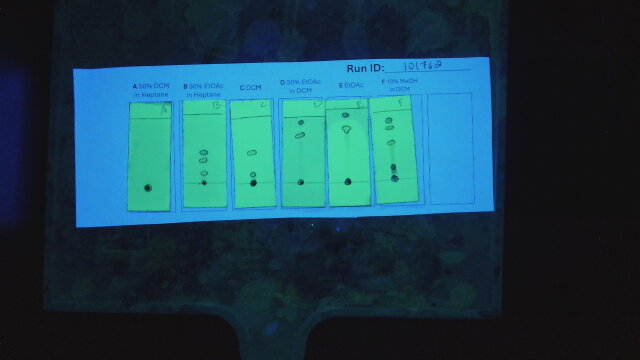 Run ID: 101762
A 50% DCM
in Heptane
B 30% EtOAc
in Heptane
C DCM
D 50% EtOAc
in DCM
E EtOAc
F 10% MeOH
in DCM
A
B
C
D
E
F